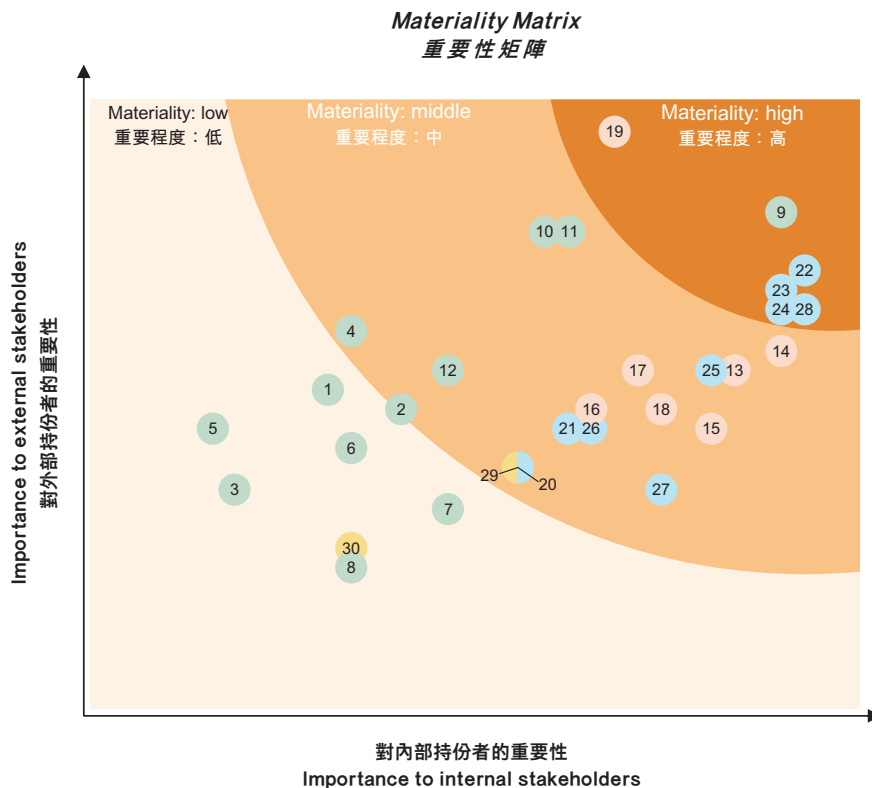 Materiality Matrix
重要性矩陣
Materiality: low
重要程度：低
Materiality: middle
重要程度：中
Materiality: high
重要程度：高
19
9
10
11
22
23
24
28
4
14
12
17
25
13
1
2
16
18
5
21
26
15
6
29
20
3
27
7
30
8
Importance to external stakeholders
對外部持份者的重要性
對內部持份者的重要性
Importance to internal stakeholders